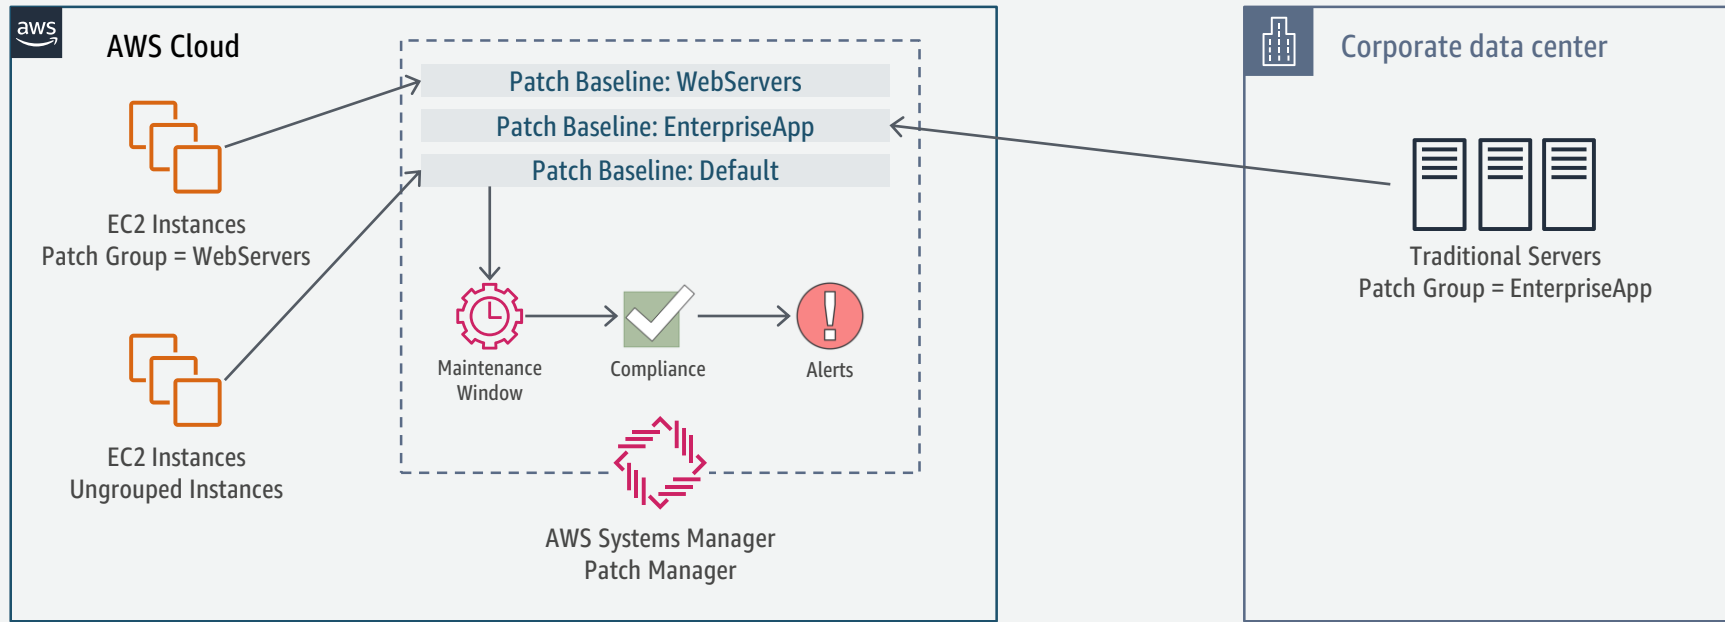 aws
AWS Cloud
Patch Baseline: WebServers
Patch Baseline: EnterpriseApp
Patch Baseline: Default
EC2 Instances
Patch Group = WebServers
EC2 Instances
Ungrouped Instances
Maintenance
Window
Compliance
Alerts
AWS Systems Manager
Patch Manager
Corporate data center
Traditional Servers
Patch Group = EnterpriseApp